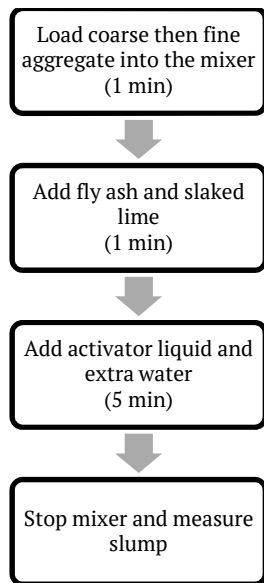 Load coarse then fine
aggregate into the mixer
(1 min)
Add fly ash and slaked
lime
(1 min)
Add activator liquid and
extra water
(5 min)
Stop mixer and measure
slump